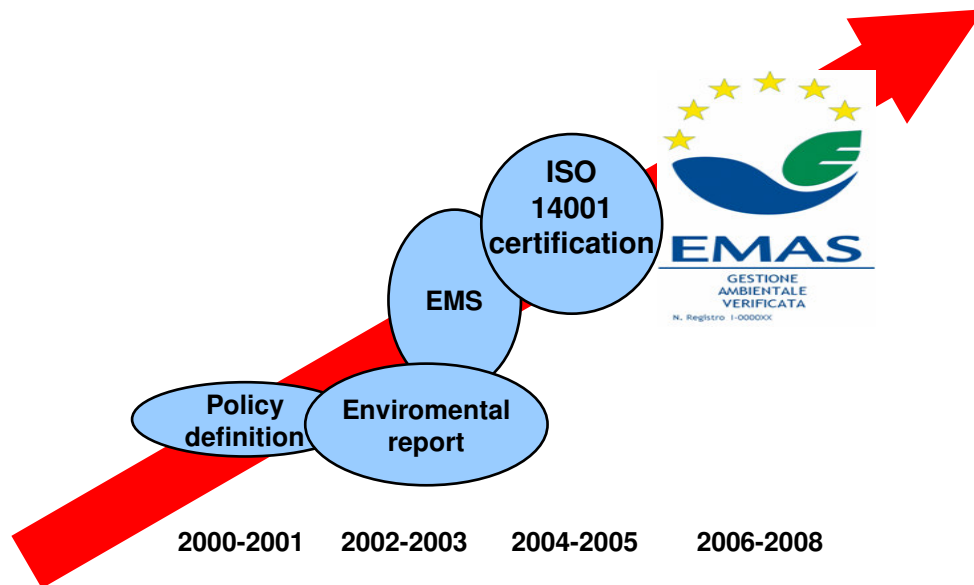 ISO
14001
certification
EMAS
GESTIONE
AMBIENTALE
VERIFICATA
N. Registro I-0000XX
EMS
Policy
definition
Enviromental
report
2000-2001 2002-2003 2004-2005 2006-2008